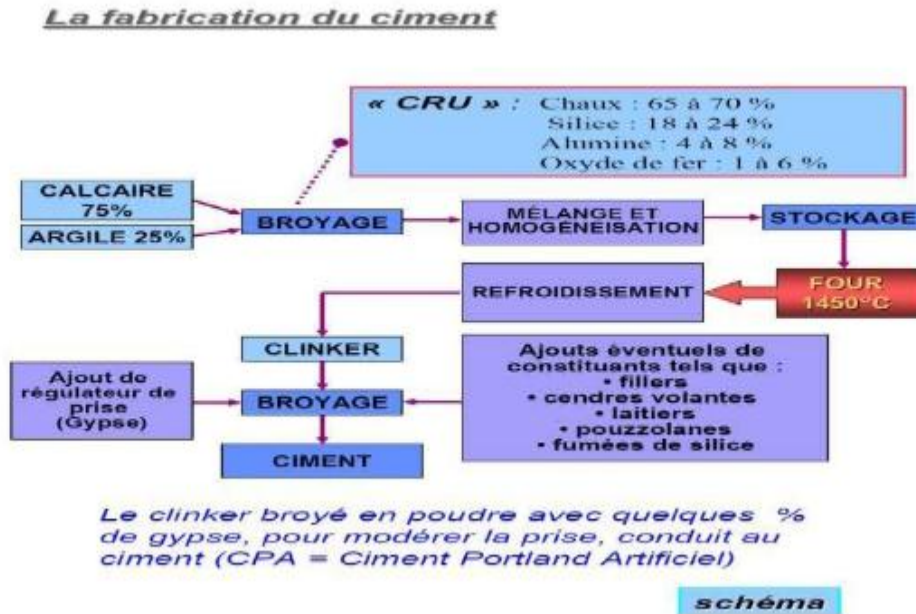 La fabrication du ciment
« CRU » : Chaux : 65 à 70 %
Silice : 18 à 24 %
Alumine : 4 à 8 %
Oxyde de fer : 1 à 6 %
CALCAIRE
75%
ARGILE 25%
BROYAGE
MÉLANGE ET
HOMOGÉNEISATION
STOCKAGE
FOUR
1450°C
REFROIDISSEMENT
CLINKER
Ajout de
régulateur de
prise
(Gypse)
BROYAGE
Ajouts éventuels de
constituants tels que :
• fillers
• cendres volantes
• laitiers
• pouzzolanes
• fumées de silice
CIMENT
Le clinker broyé en poudre avec quelques %
de gypse, pour modérer la prise, conduit au
ciment (CPA = Ciment Portland Artificiel)
schéma